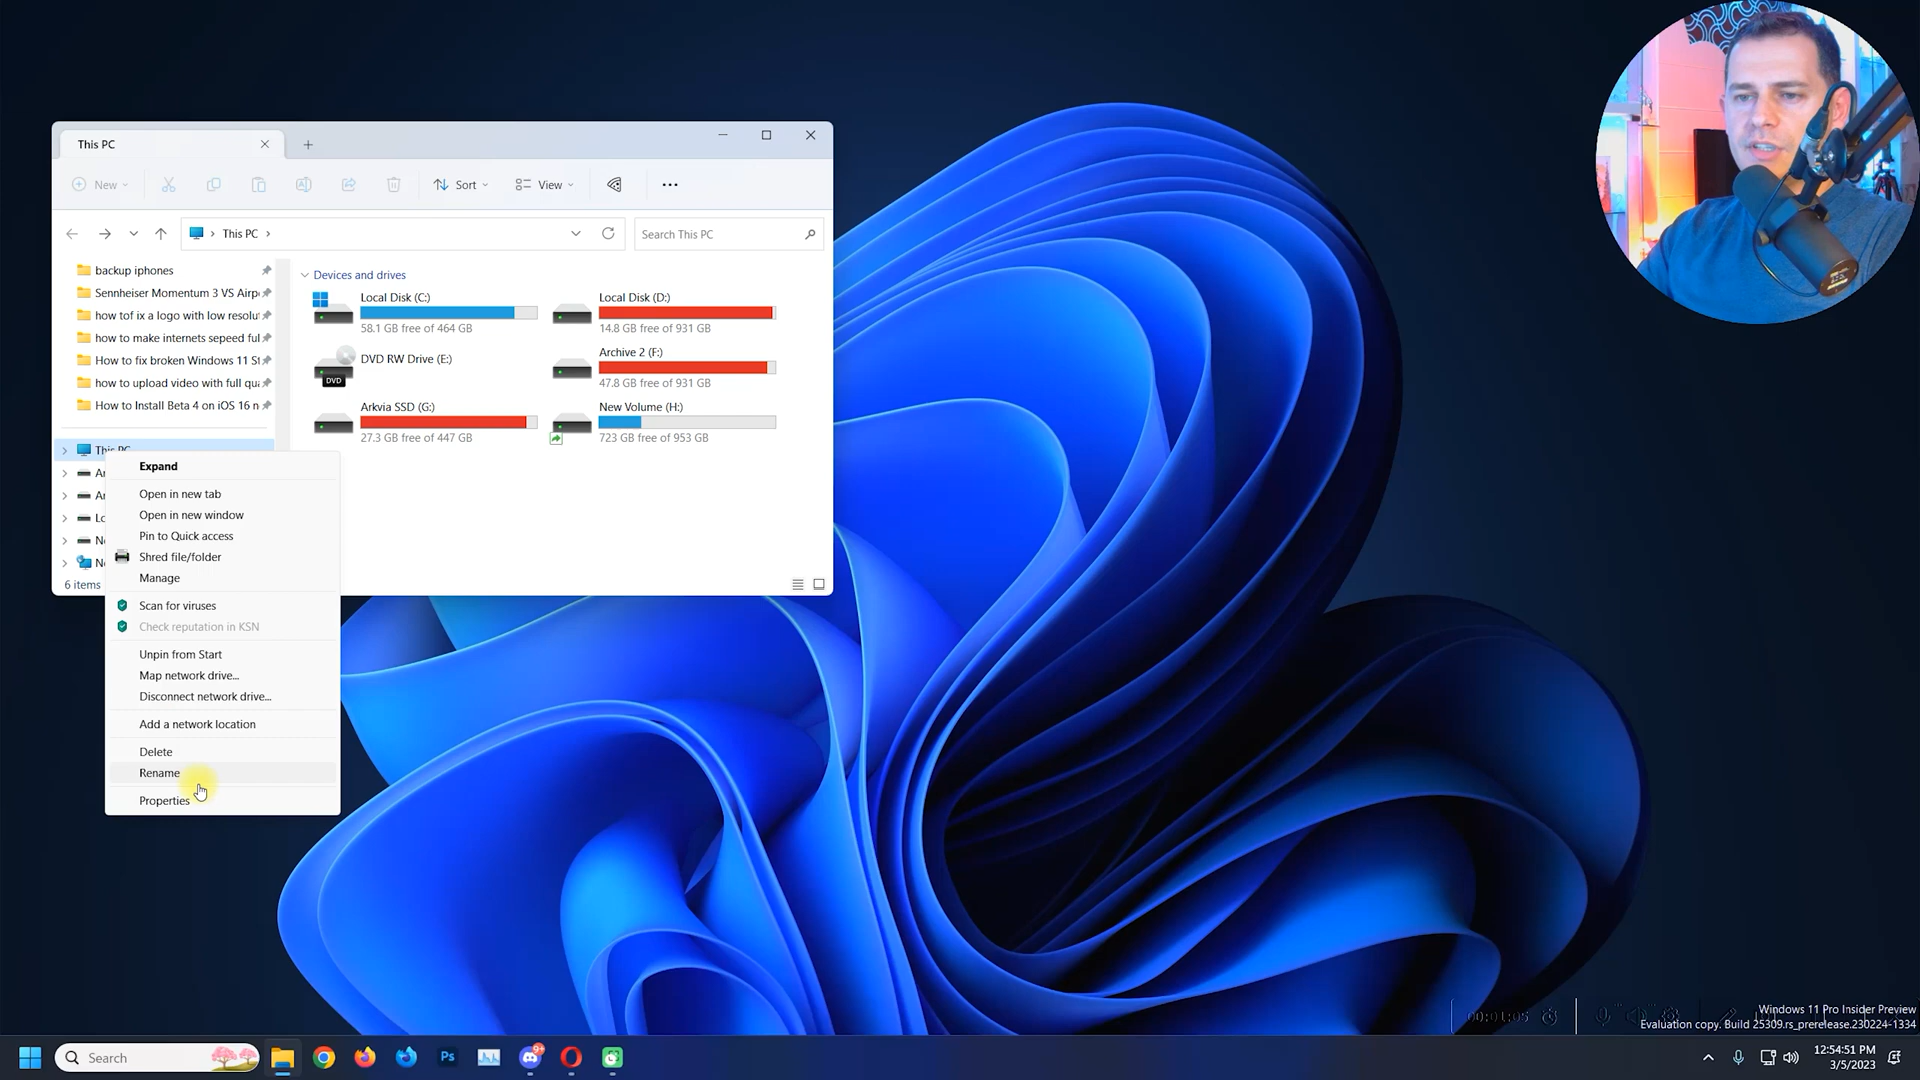 This PC
New
Sort
View
This PC
Search This PC
backup iphones
Sennheiser Momentum 3 VS Airp
how tof ix a logo with low resolu
how to make internets sepeed ful
How to fix broken Windows 11 St
how to upload video with full qua
How to Install Beta 4 on iOS 16 n
This PC
6 items
Devices and drives
Local Disk (C:)
58.1 GB free of 464 GB
Local Disk (D:)
14.8 GB free of 931 GB
DVD RW Drive (E:)
DVD
Archive 2 (F:)
47.8 GB free of 931 GB
Arkvia SSD (G:)
27.3 GB free of 447 GB
New Volume (H:)
723 GB free of 953 GB
Expand
Open in new tab
Open in new window
Pin to Quick access
Shred file/folder
Manage
Scan for viruses
Check reputation in KSN
Unpin from Start
Map network drive...
Disconnect network drive...
Add a network location
Delete
Rename
Properties
00:01:05
Windows 11 Pro Insider Preview
Evaluation copy. Build 25309.rs_prerelease.230224-1334
Search
Ps
9+
12:54:51 PM
3/5/2023